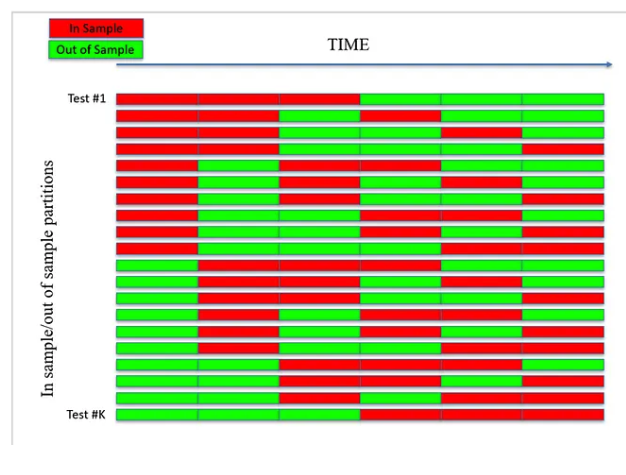 In Sample
Out of Sample
TIME
Test #1
In sample/out of sample partitions
Test #K